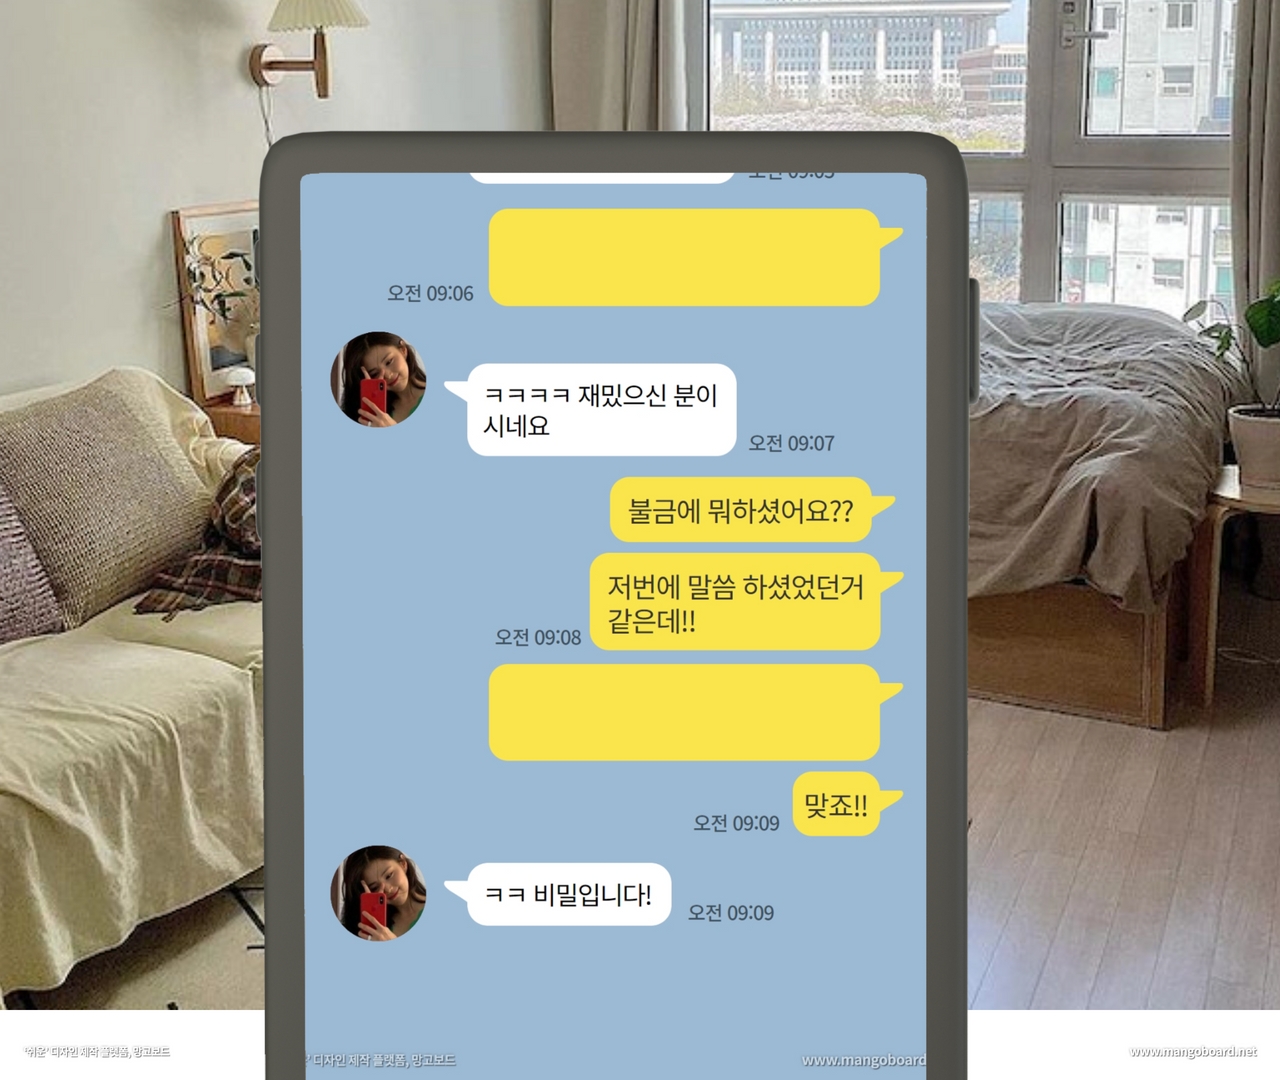 오전 09:05
오전 09:06
ㅋㅋㅋㅋ 재밌으신 분이
시네요
오전 09:07
불금에 뭐하셨어요??
저번에 말씀 하셨었던거
같은데!!
오전 09:08
맞죠!!
오전 09:09
ㅋㅋ 비밀입니다!
오전 09:09
디자인 제작 플랫폼, 망고보드
www.mangoboard
'쉬운' 디자인 제작 플랫폼, 망고보드
www.mangoboard.net